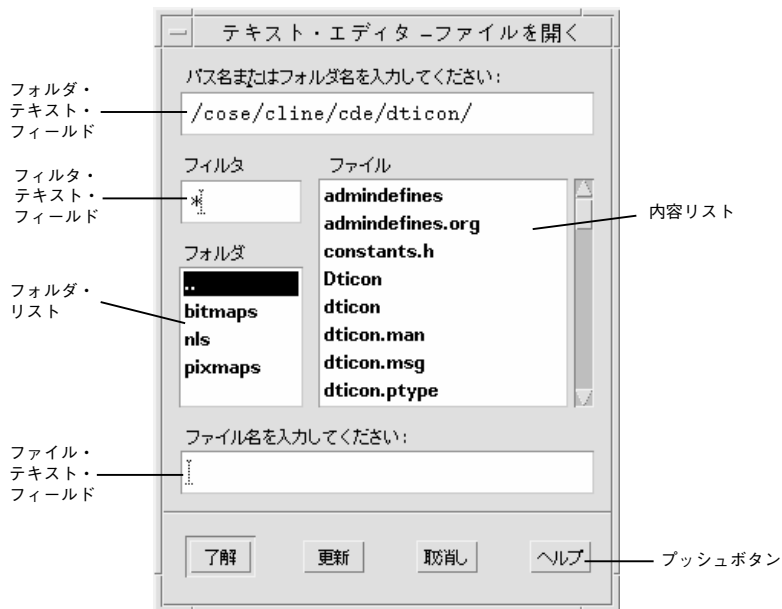 テキスト・エディタ –ファイルを開く
パス名またはフォルダ名を入力してください:
フォルダ・
テキスト・
フィールド
/cose/cline/cde/dticon/
フィルタ
ファイル
フィルタ・
テキスト・
フィールド
*
admindefines
admindefines.org
constants.h
Dticon
dticon
dticon.man
dticon.msg
dticon.ptype
内容リスト
フォルダ
フォルダ・
リスト
..
bitmaps
nls
pixmaps
ファイル名を入力してください:
ファイル・
テキスト・
フィールド
了解
更新
取消し
ヘルプ
プッシュボタン